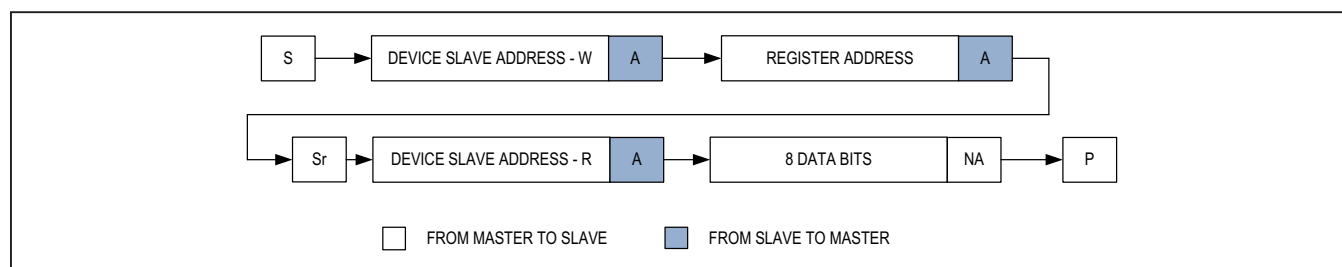 S DEVICE SLAVE ADDRESS - W A REGISTER ADDRESS A
Sr DEVICE SLAVE ADDRESS - R A 8 DATA BITS NA P
FROM MASTER TO SLAVE FROM SLAVE TO MASTER